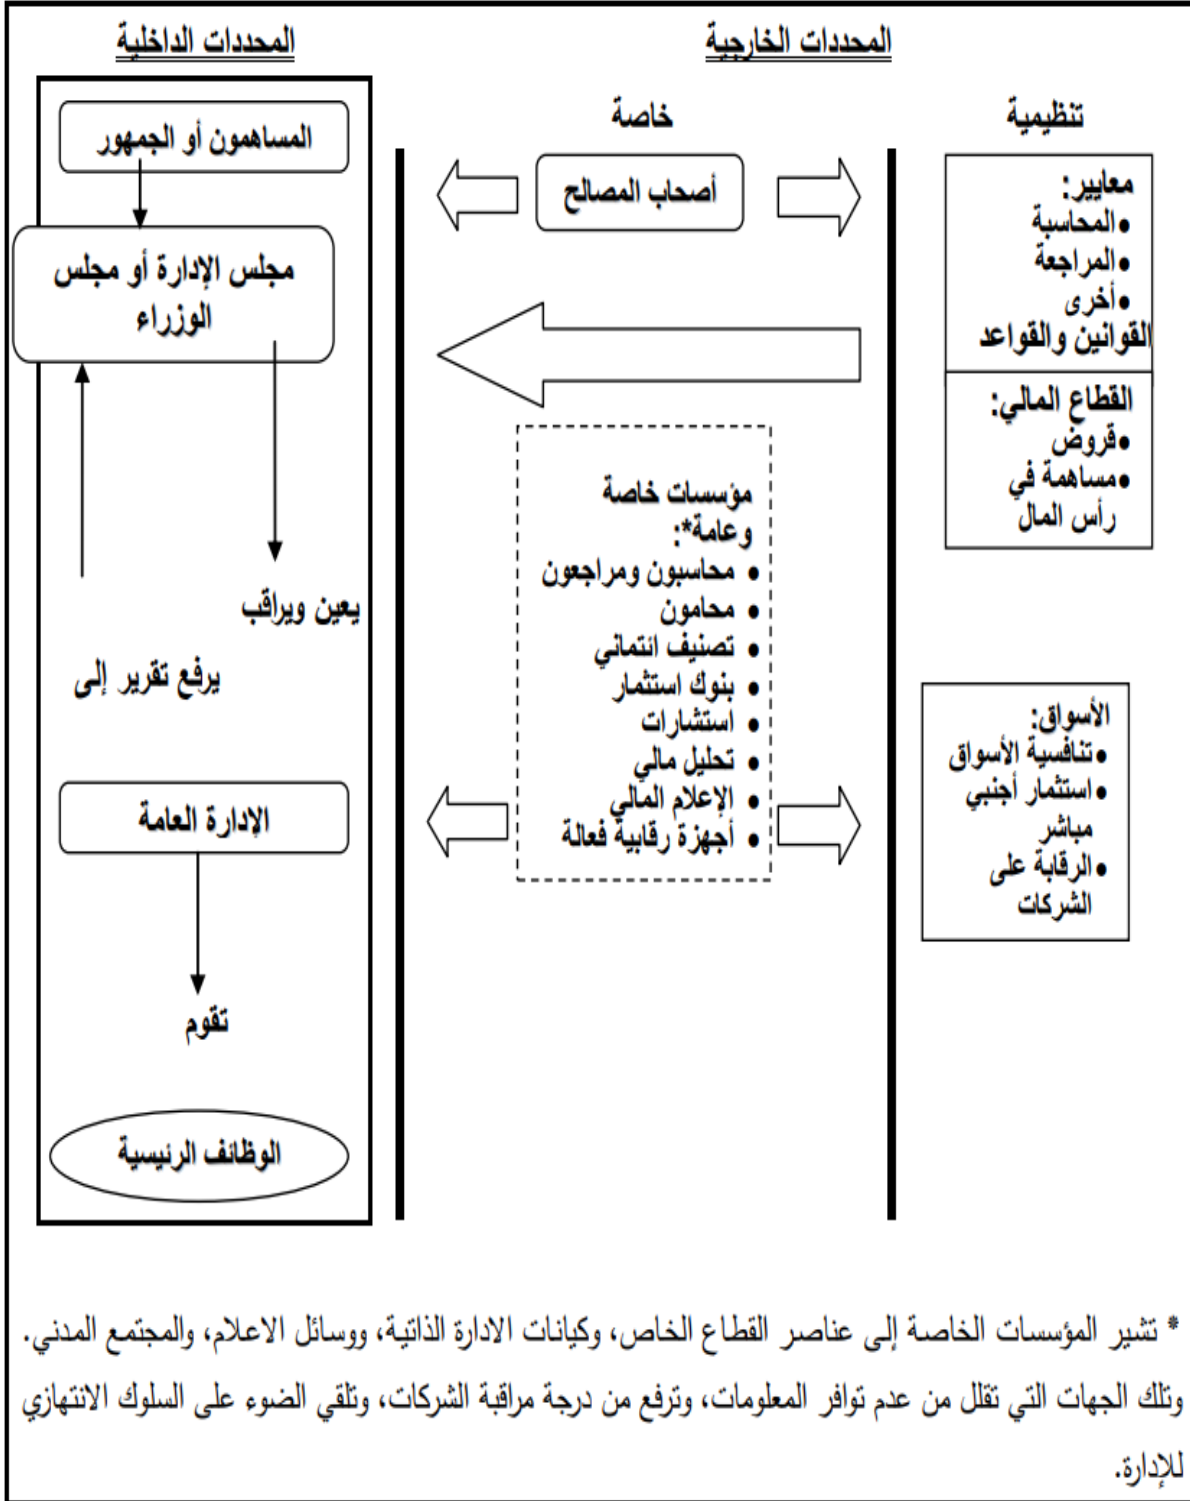 المحددات الخارجية
المحددات الداخلية
تنظيمية
خاصة
معايير:
•المحاسبة
•المراجعة
•أخرى
القوانين والقواعد
القطاع المالي:
•قروض
•مساهمة في
رأس المال
الأسواق:
•تنافسية الأسواق
•استثمار أجنبي
مباشر
•الرقابة على
الشركات
أصحاب المصالح
مؤسسات خاصة
وعامة*:
• محاسبون ومراجعون
• محامون
• تصنيف ائتماني
• بنوك استثمار
• استشارات
• تحليل مالي
• الإعلام المالي
• أجهزة رقابية فعالة
المساهمون أو الجمهور
مجلس الإدارة أو مجلس
الوزراء
يعين ويراقب
يرفع تقرير إلى
الإدارة العامة
تقوم
الوظائف الرئيسية
* تشير المؤسسات الخاصة إلى عناصر القطاع الخاص، وكيانات الادارة الذاتية، ووسائل الاعلام، والمجتمع المدني.
وتلك الجهات التي تقلل من عدم توافر المعلومات، وترفع من درجة مراقبة الشركات، وتلقي الضوء على السلوك الانتهازي
للإدارة.